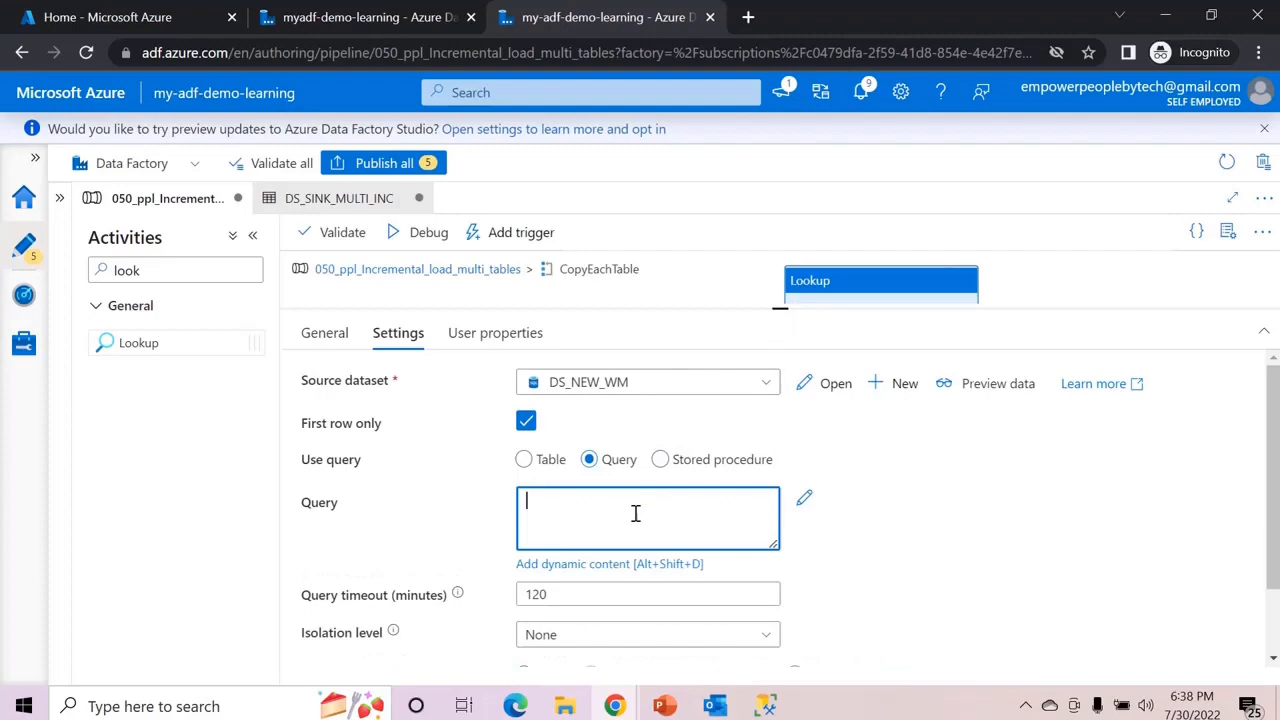 Home - Microsoft Azure
myadf-demo-learning - Azure Da
my-adf-demo-learning - Azure D
adf.azure.com/en/authoring/pipeline/050_ppl_Incremental_load_multi_tables?factory=%2Fsubscriptions%2Fc0479dfa-2f59-41d8-854e-4e42f7e...
Incognito
Microsoft Azure
my-adf-demo-learning
Search
1
9
empowerpeoplebytech@gmail.com
SELF EMPLOYED
Would you like to try preview updates to Azure Data Factory Studio? Open settings to learn more and opt in
Data Factory
Validate all
Publish all 5
050_ppl_Increment...
DS_SINK_MULTI_INC
5
Activities
look
General
Lookup
Validate
Debug
Add trigger
050_ppl_Incremental_load_multi_tables > CopyEachTable
Lookup
General
Settings
User properties
Source dataset *
DS_NEW_WM
Open
New
Preview data
Learn more
First row only
Use query
Table
Query
Stored procedure
Query
Add dynamic content [Alt+Shift+D]
Query timeout (minutes)
120
Isolation level
None
Type here to search
6:38 PM
7/30/2022
25